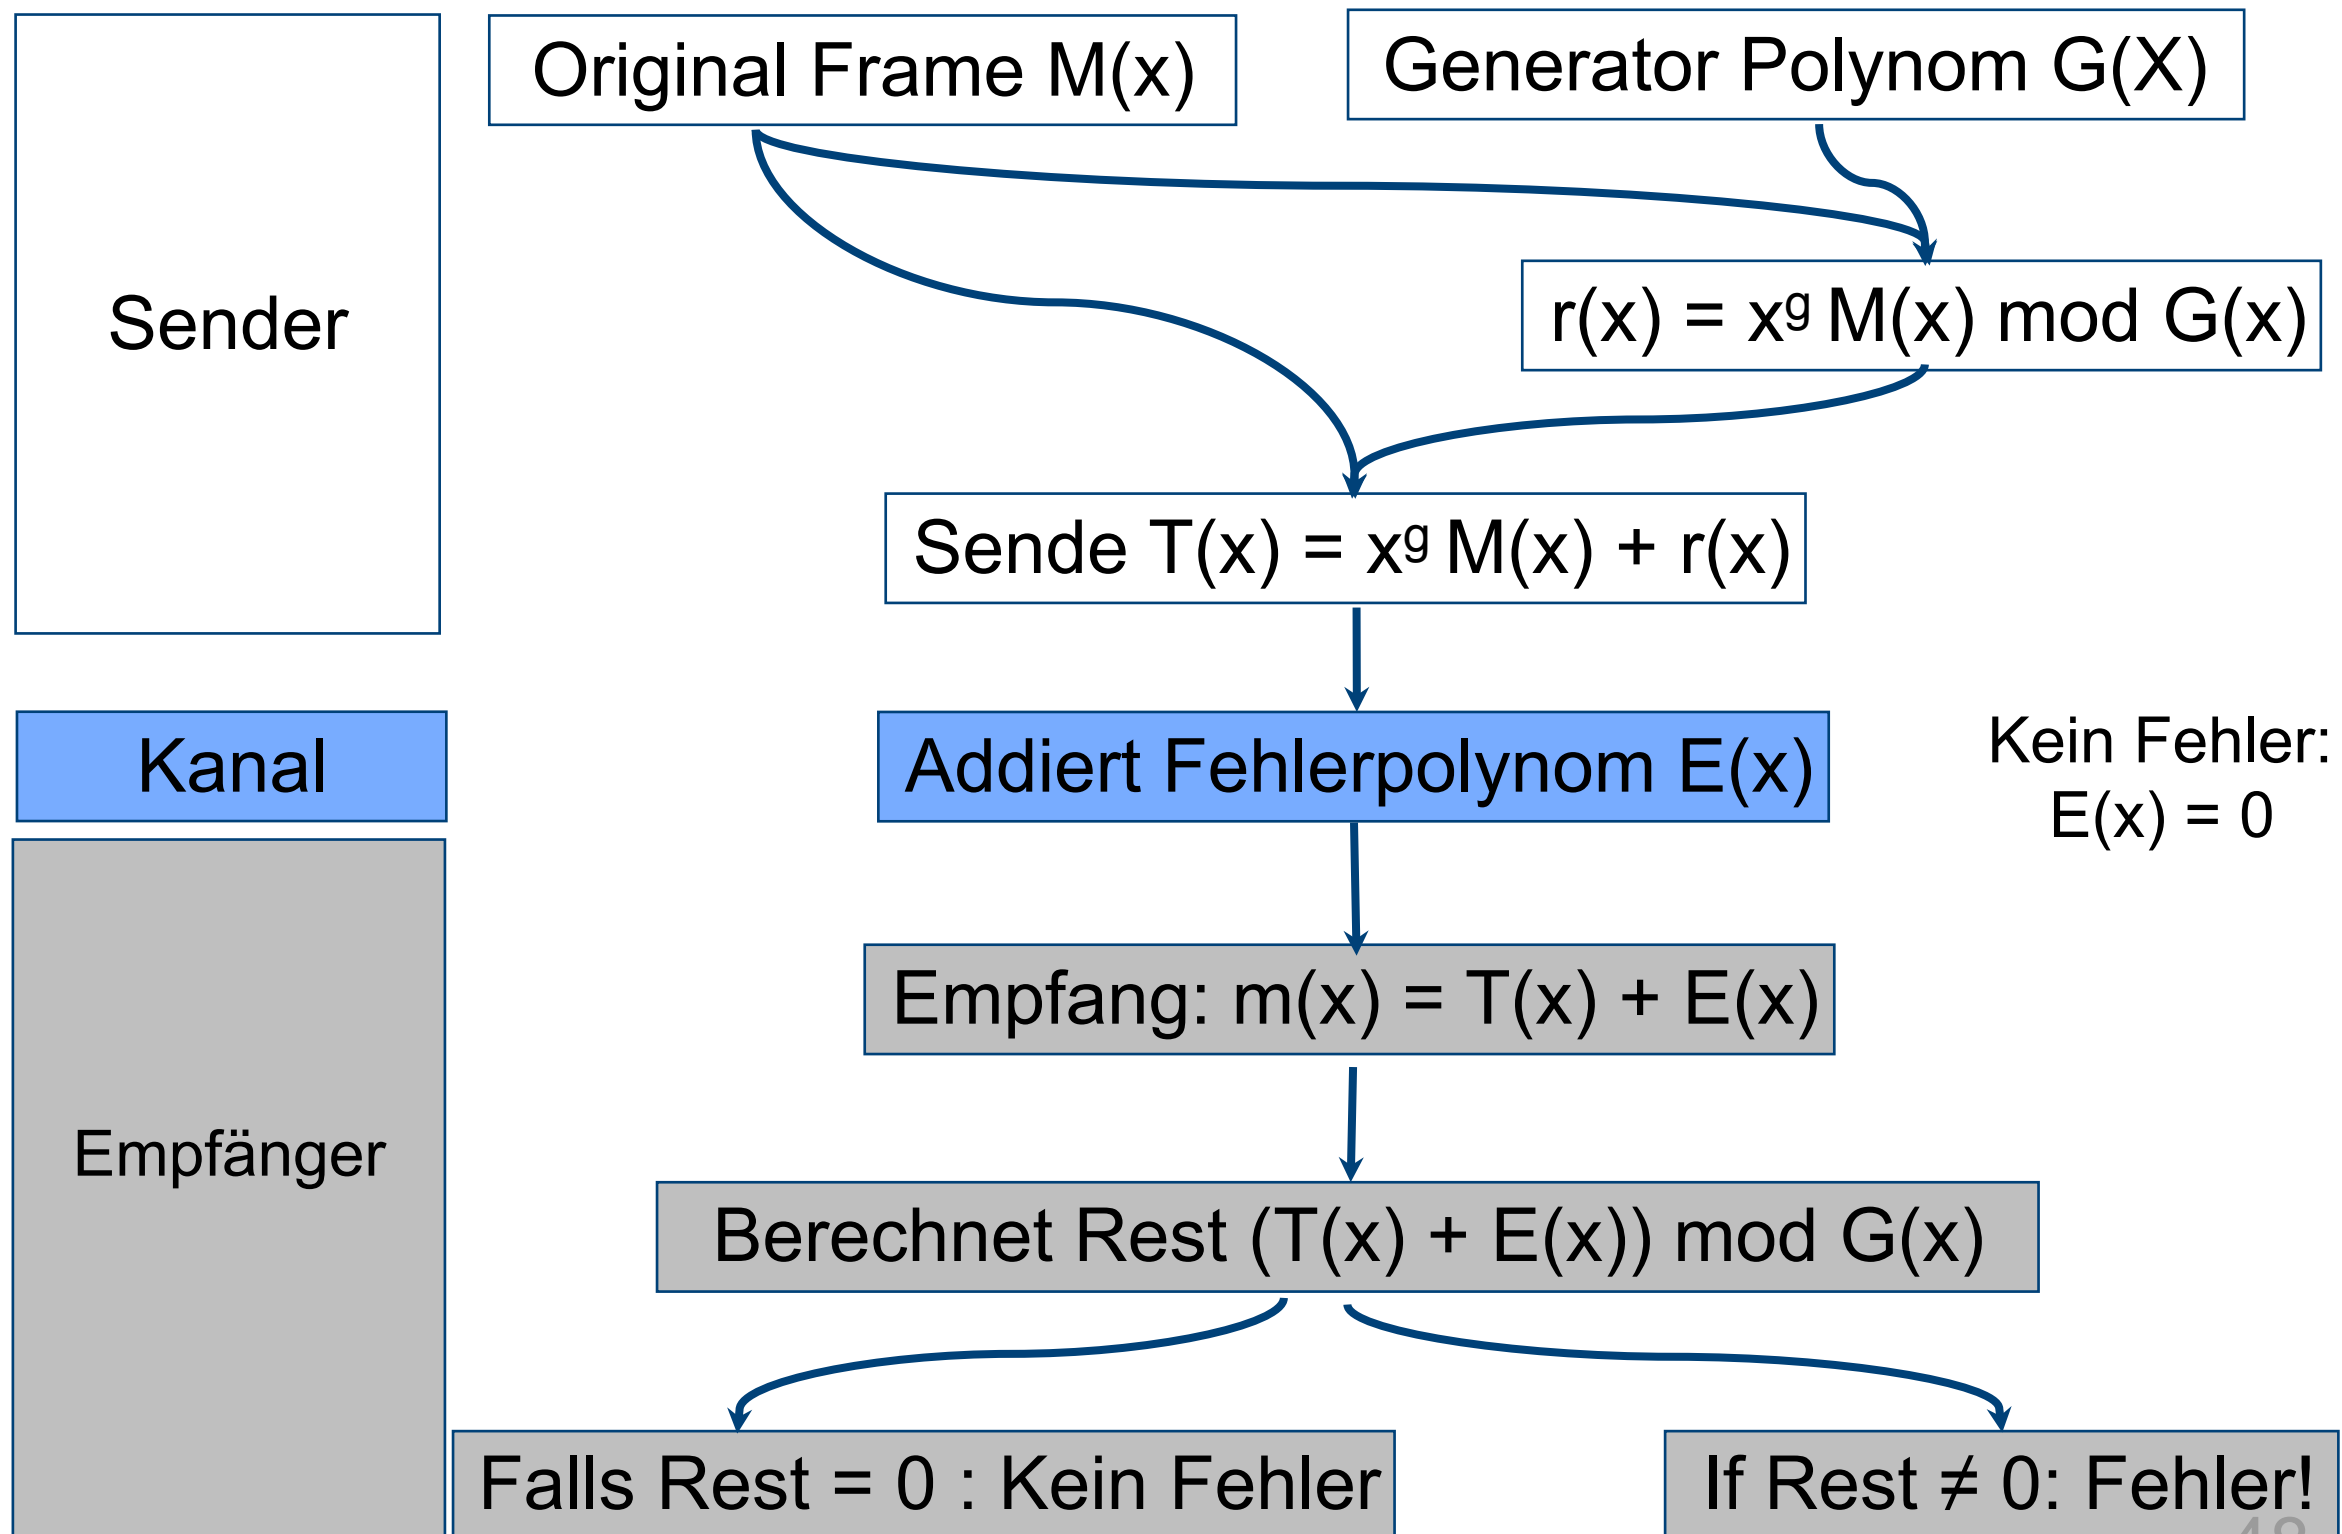 Original Frame M(x)
Generator Polynom G(X)
Sender
r(x) = xᵍ M(x) mod G(x)
Sende T(x) = xᵍ M(x) + r(x)
Kanal
Addiert Fehlerpolynom E(x)
Kein Fehler:
E(x) = 0
Empfang: m(x) = T(x) + E(x)
Empfänger
Berechnet Rest (T(x) + E(x)) mod G(x)
Falls Rest = 0 : Kein Fehler
If Rest ≠ 0: Fehler!